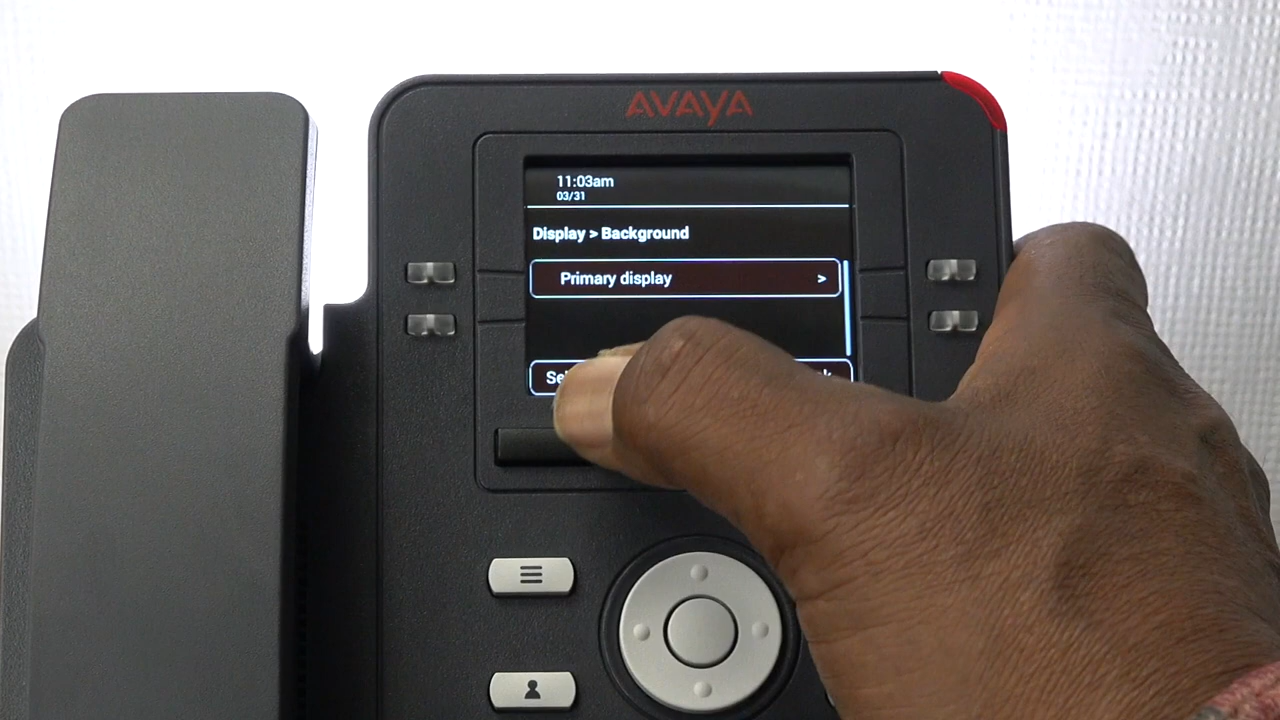 AVAYA
11:03am
03/31
Display > Background
Primary display >